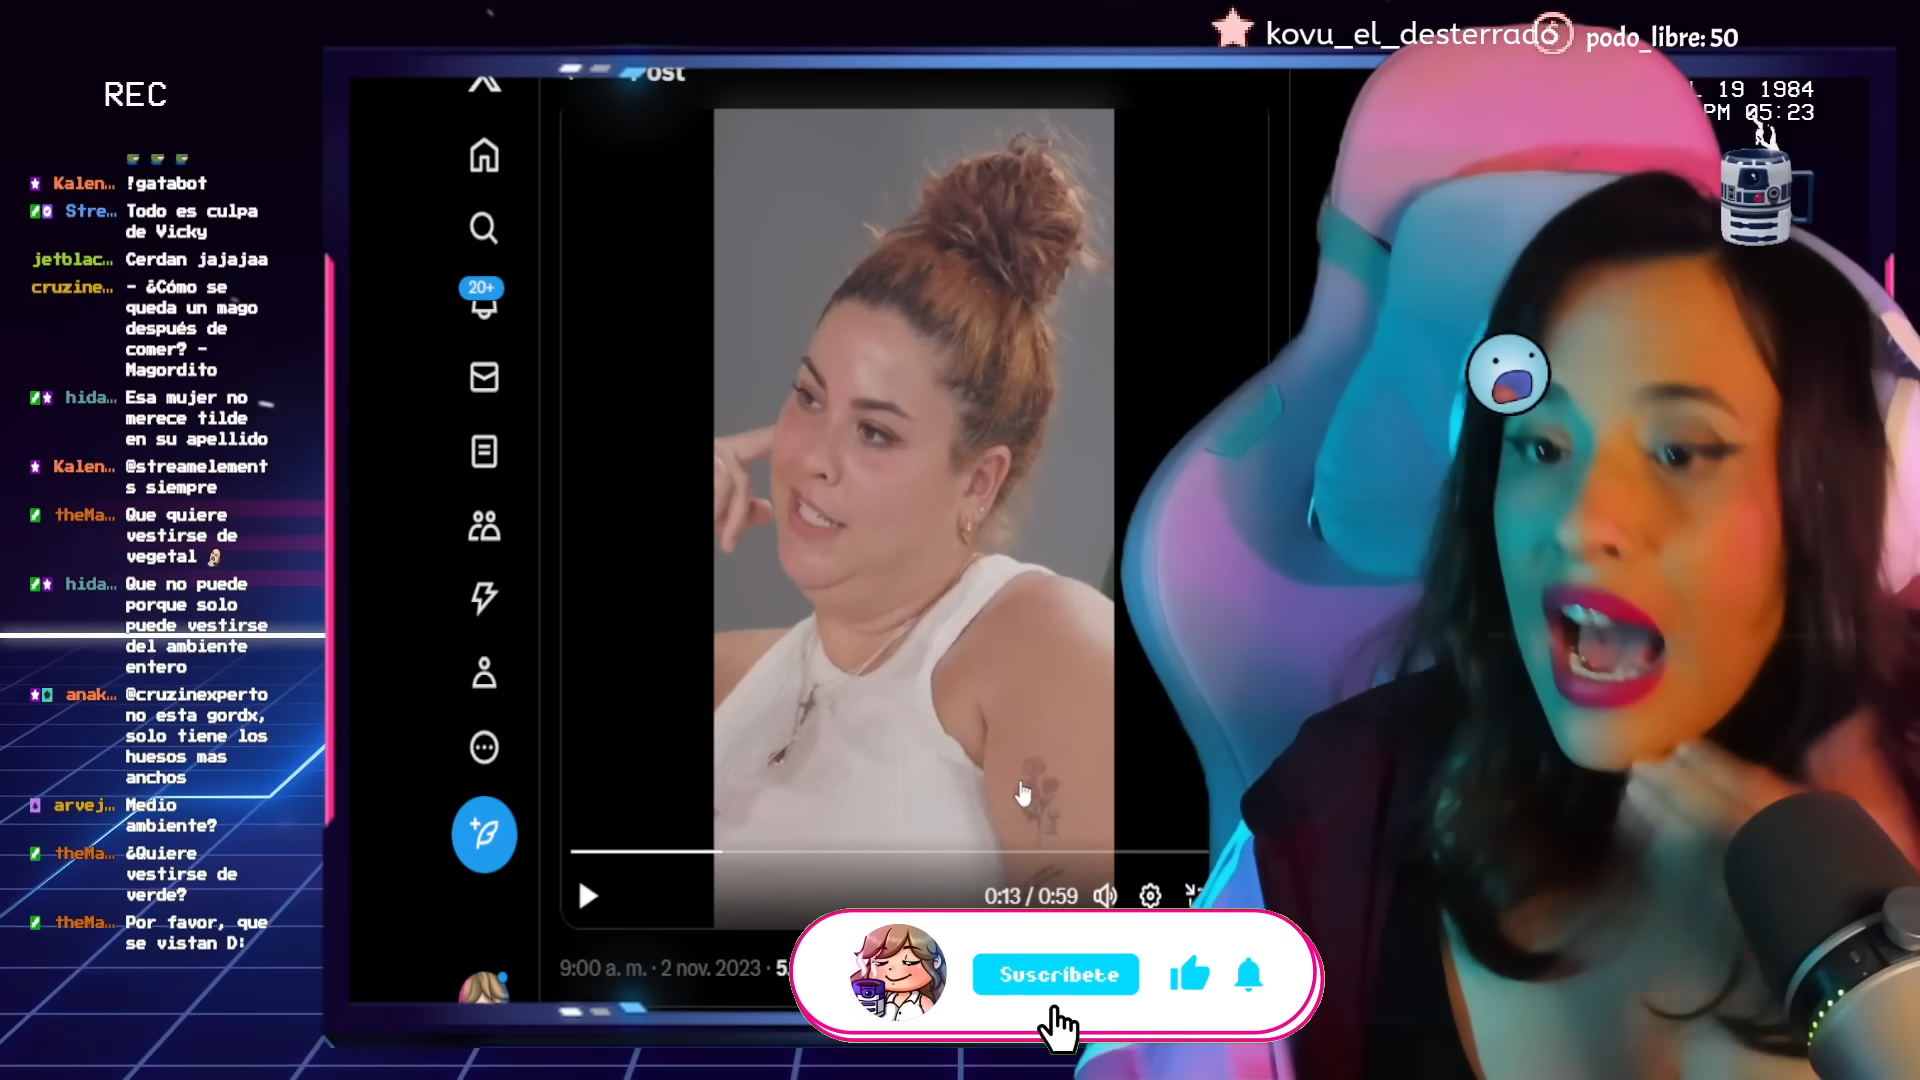 kovu_el_desterrado
podo_libre: 50
REC
19 1984
PM 05:23
Post
Kalen... !gatabot
Stre... Todo es culpa
de Vicky
jetblac... Cerdan jajajaa
cruzine... - ¿Cómo se
queda un mago
después de
comer? -
Magordito
hida... Esa mujer no
merece tilde
en su apellido
Kalen... @streamelement
s siempre
theMa... Que quiere
vestirse de
vegetal
hida... Que no puede
porque solo
puede vestirse
del ambiente
entero
anak... @cruzinexperto
no esta gordx,
solo tiene los
huesos mas
anchos
arvej... Medio
ambiente?
theMa... ¿Quiere
vestirse de
verde?
theMa... Por favor, que
se vistan D:
20+
0:13 / 0:59
9:00 a. m. · 2 nov. 2023 ·
Suscríbete